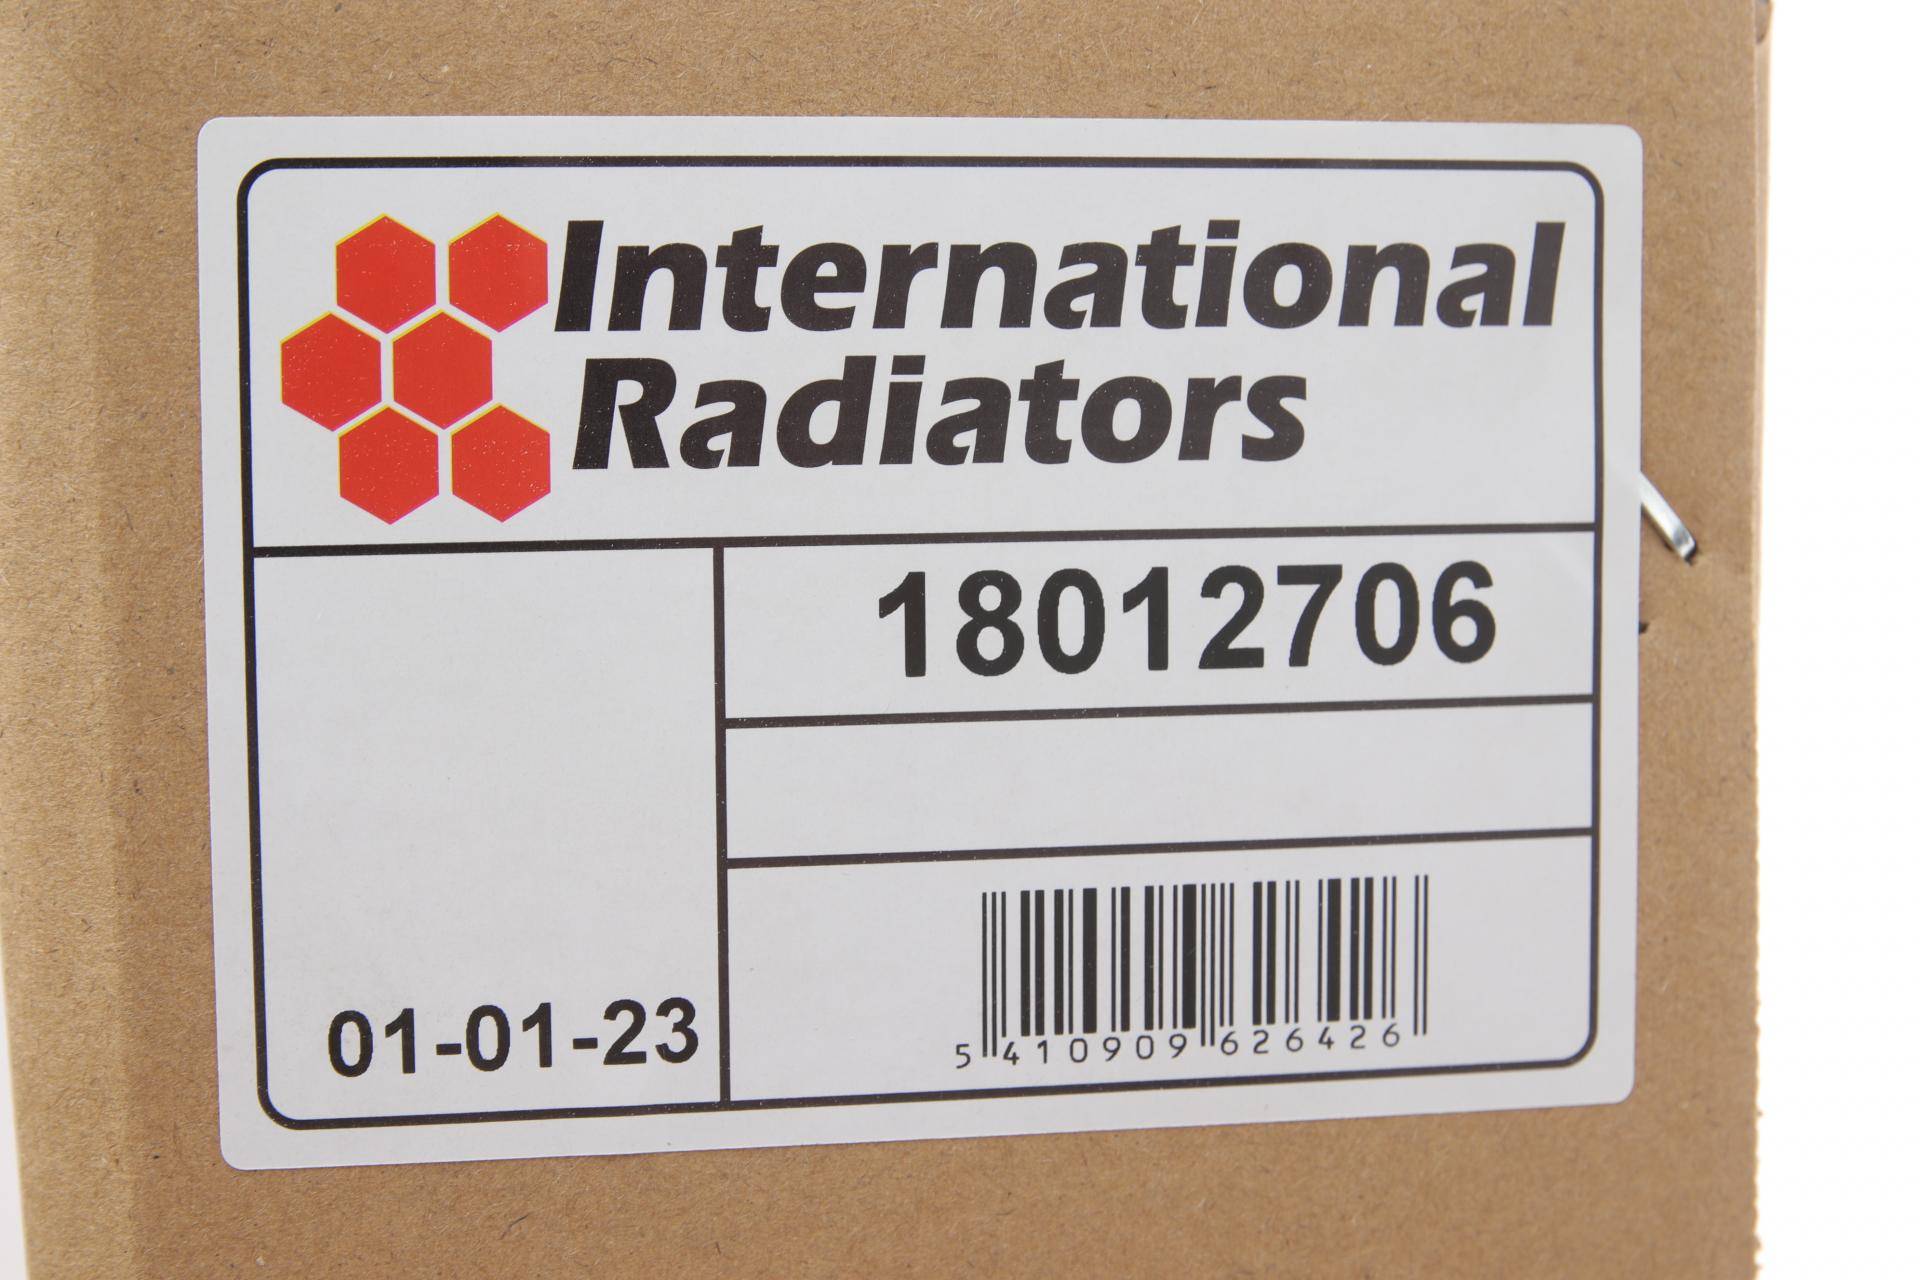 International
Radiators
18012706
01-01-23
5 410909 626426